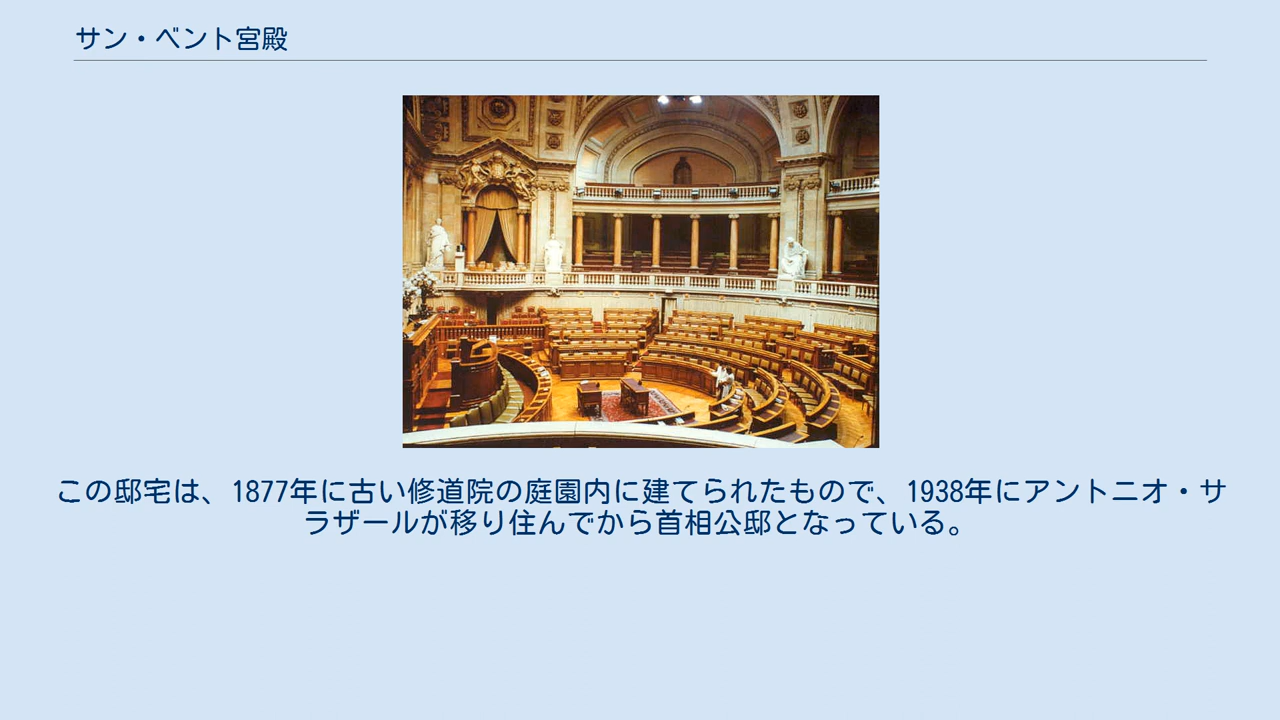 サン・ベント宮殿
この邸宅は、1877年に古い修道院の庭園内に建てられたもので、1938年にアントニオ・サ
ラザールが移り住んでから首相公邸となっている。